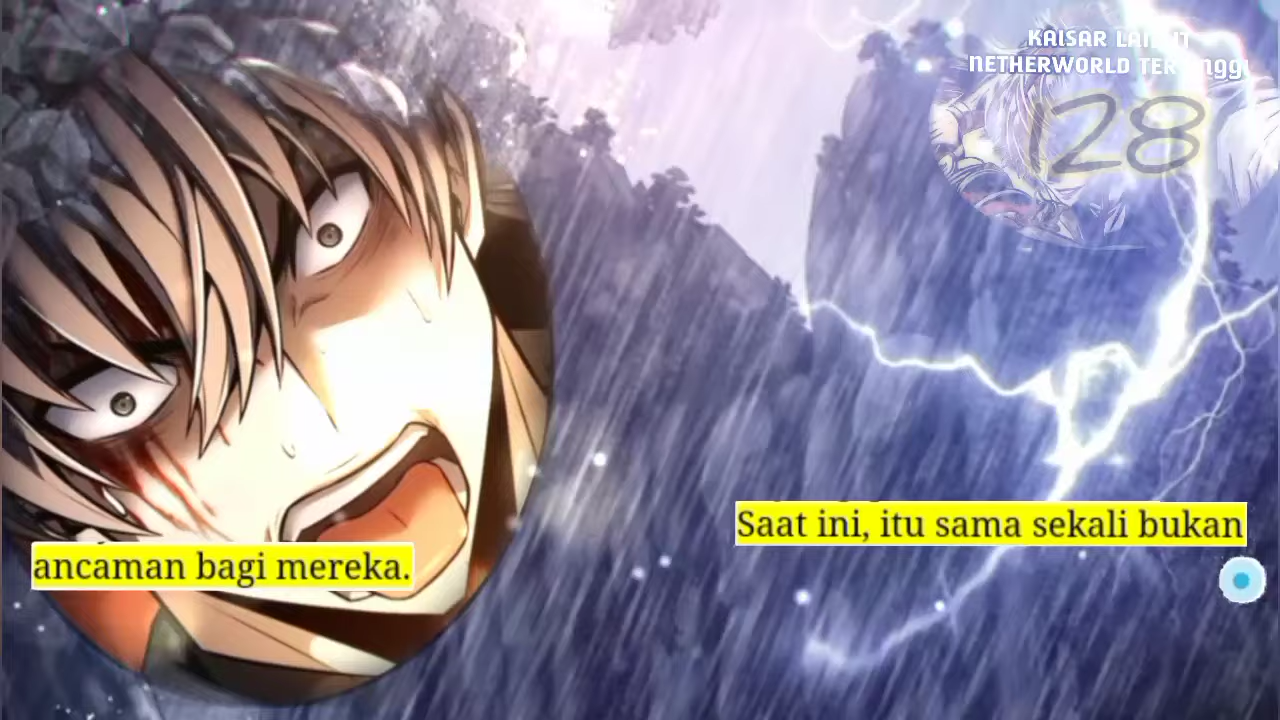 KAISAR
NETHERWORLD
128
Saat ini, itu sama sekali bukan
ancaman bagi mereka.